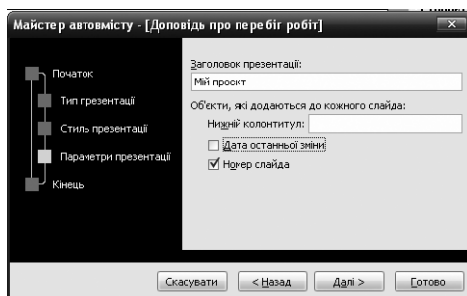 Майстер автовмісту - [Доповідь про перебіг робіт]
Початок
Тип презентації
Стиль презентації
Параметри презентації
Кінець
Заголовок презентації:
Мій проєкт
Об'єкти, які додаються до кожного слайда:
Нижній колонтитул:
Дата останньої зміни
Номер слайда
Скасувати
< Назад
Далі >
Готово